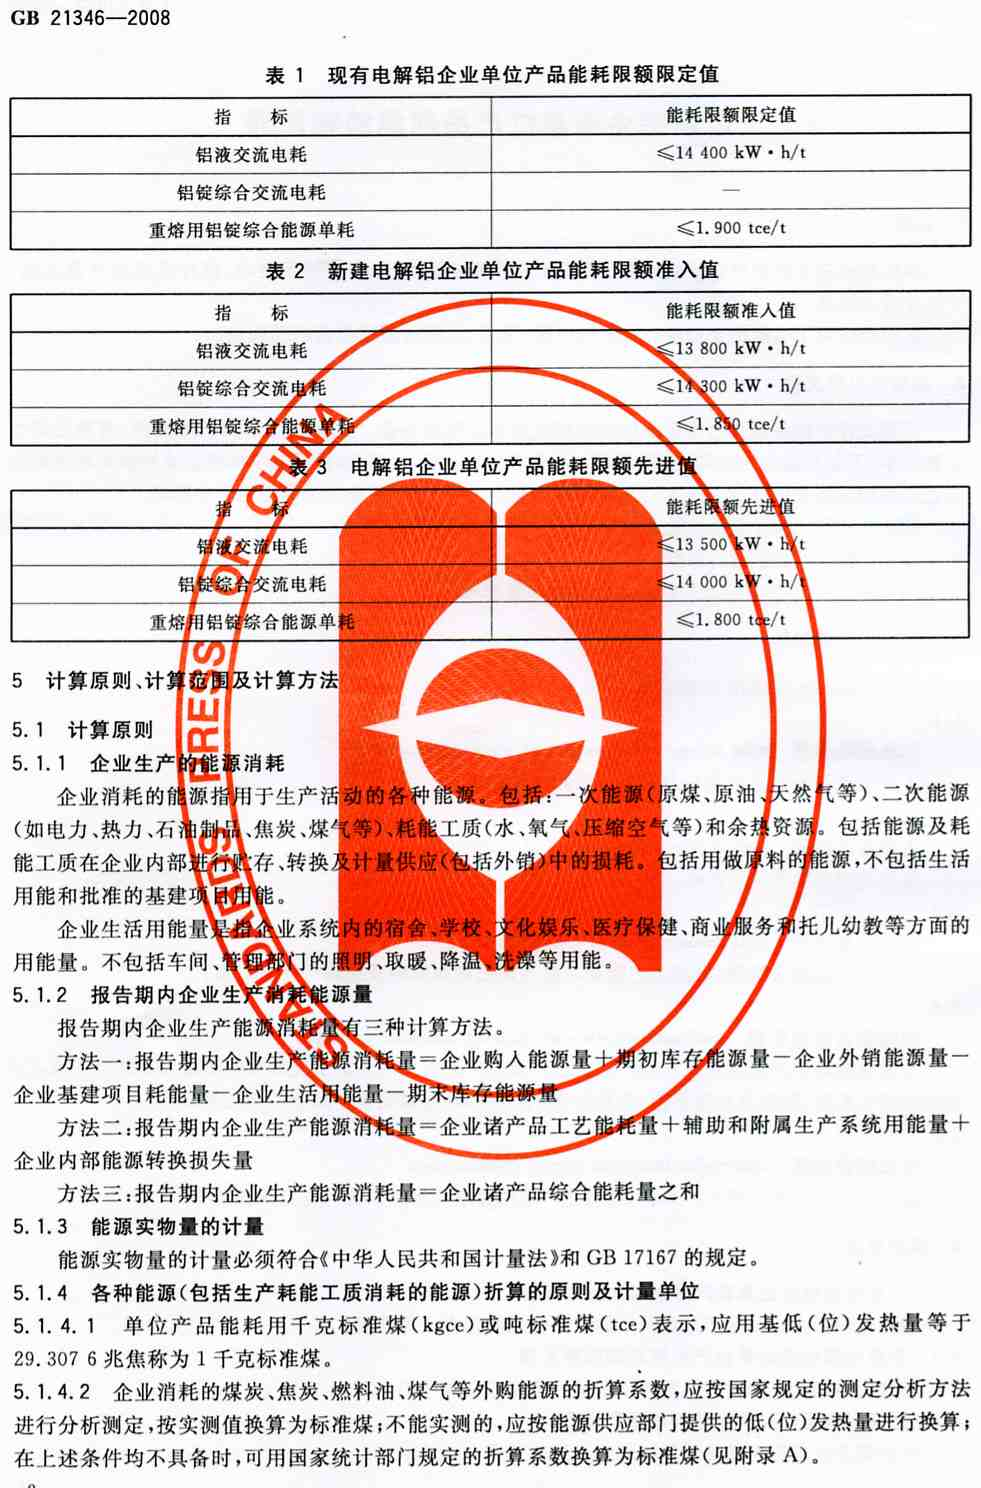 GB 21346—2008
表 1 现有电解铝企业单位产品能耗限额限定值
指 标 能耗限额限定值
铝液交流电耗 ≤14 400 kW·h/t
铝锭综合交流电耗 —
重熔用铝锭综合能源单耗 ≤1.900 tce/t
表 2 新建电解铝企业单位产品能耗限额准入值
指 标 能耗限额准入值
铝液交流电耗 ≤13 800 kW·h/t
铝锭综合交流电耗 ≤14 300 kW·h/t
重熔用铝锭综合能源单耗 ≤1.850 tce/t
表 3 电解铝企业单位产品能耗限额先进值
指 标 能耗限额先进值
铝液交流电耗 ≤13 500 kW·h/t
铝锭综合交流电耗 ≤14 000 kW·h/t
重熔用铝锭综合能源单耗 ≤1.800 tce/t
STANDARDS PRESS OF CHINA
5 计算原则、计算范围及计算方法
5.1 计算原则
5.1.1 企业生产的能源消耗
企业消耗的能源指用于生产活动的各种能源。包括:一次能源(原煤、原油、天然气等)、二次能源
(如电力、热力、石油制品、焦炭、煤气等)、耗能工质(水、氧气、压缩空气等)和余热资源。包括能源及耗
能工质在企业内部进行贮存、转换及计量供应(包括外销)中的损耗。包括用做原料的能源,不包括生活
用能和批准的基建项目用能。
企业生活用能量是指企业系统内的宿舍、学校、文化娱乐、医疗保健、商业服务和托儿幼教等方面的
用能量。不包括车间、管理部门的照明、取暖、降温、洗澡等用能。
5.1.2 报告期内企业生产消耗能源量
报告期内企业生产能源消耗量有三种计算方法。
方法一:报告期内企业生产能源消耗量＝企业购入能源量＋期初库存能源量－企业外销能源量－
企业基建项目耗能量－企业生活用能量－期末库存能源量
方法二:报告期内企业生产能源消耗量＝企业诸产品工艺能耗量＋辅助和附属生产系统用能量＋
企业内部能源转换损失量
方法三:报告期内企业生产能源消耗量＝企业诸产品综合能耗量之和
5.1.3 能源实物量的计量
能源实物量的计量必须符合《中华人民共和国计量法》和 GB 17167 的规定。
5.1.4 各种能源(包括生产耗能工质消耗的能源)折算的原则及计量单位
5.1.4.1 单位产品能耗用千克标准煤(kgce)或吨标准煤(tce)表示,应用基低(位)发热量等于
29.307 6 兆焦称为 1 千克标准煤。
5.1.4.2 企业消耗的煤炭、焦炭、燃料油、煤气等外购能源的折算系数,应按国家规定的测定分析方法
进行分析测定,按实测值换算为标准煤;不能实测的,应按能源供应部门提供的低(位)发热量进行换算;
在上述条件均不具备时,可用国家统计部门规定的折算系数换算为标准煤(见附录 A)。